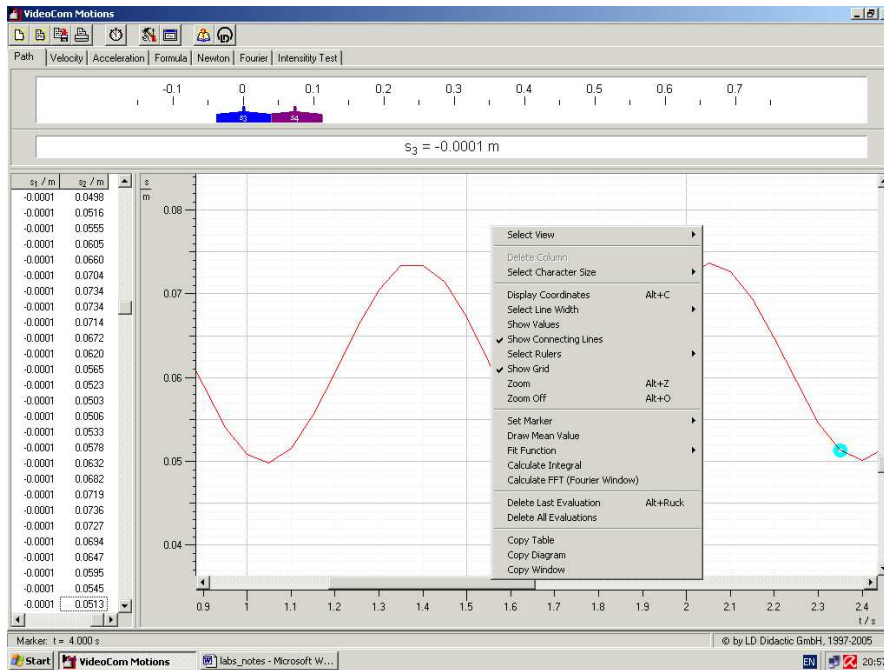 VideoCom Motions
Path Velocity Acceleration Formula Newton Fourier Intensitity Test
-0.1 0 0.1 0.2 0.3 0.4 0.5 0.6 0.7
s3 s4
s3 = -0.0001 m
s1 / m s2 / m
-0.0001 0.0498
-0.0001 0.0516
-0.0001 0.0555
-0.0001 0.0605
-0.0001 0.0660
-0.0001 0.0704
-0.0001 0.0734
-0.0001 0.0734
-0.0001 0.0714
-0.0001 0.0672
-0.0001 0.0620
-0.0001 0.0565
-0.0001 0.0523
-0.0001 0.0503
-0.0001 0.0506
-0.0001 0.0533
-0.0001 0.0578
-0.0001 0.0632
-0.0001 0.0682
-0.0001 0.0719
-0.0001 0.0736
-0.0001 0.0727
-0.0001 0.0694
-0.0001 0.0647
-0.0001 0.0595
-0.0001 0.0545
-0.0001 0.0513
s
m
0.08
0.07
0.06
0.05
0.04
Select View
Delete Column
Select Character Size
Display Coordinates Alt+C
Select Line Width
Show Values
Show Connecting Lines
Select Rulers
Show Grid
Zoom Alt+Z
Zoom Off Alt+O
Set Marker
Draw Mean Value
Fit Function
Calculate Integral
Calculate FFT (Fourier Window)
Delete Last Evaluation Alt+Ruck
Delete All Evaluations
Copy Table
Copy Diagram
Copy Window
0.9 1 1.1 1.2 1.3 1.4 1.5 1.6 1.7 1.8 1.9 2 2.1 2.2 2.3 2.4
t / s
Marker: t = 4.000 s
© by LD Didactic GmbH, 1997-2005
Start VideoCom Motions labs_notes - Microsoft W... EN 20:57